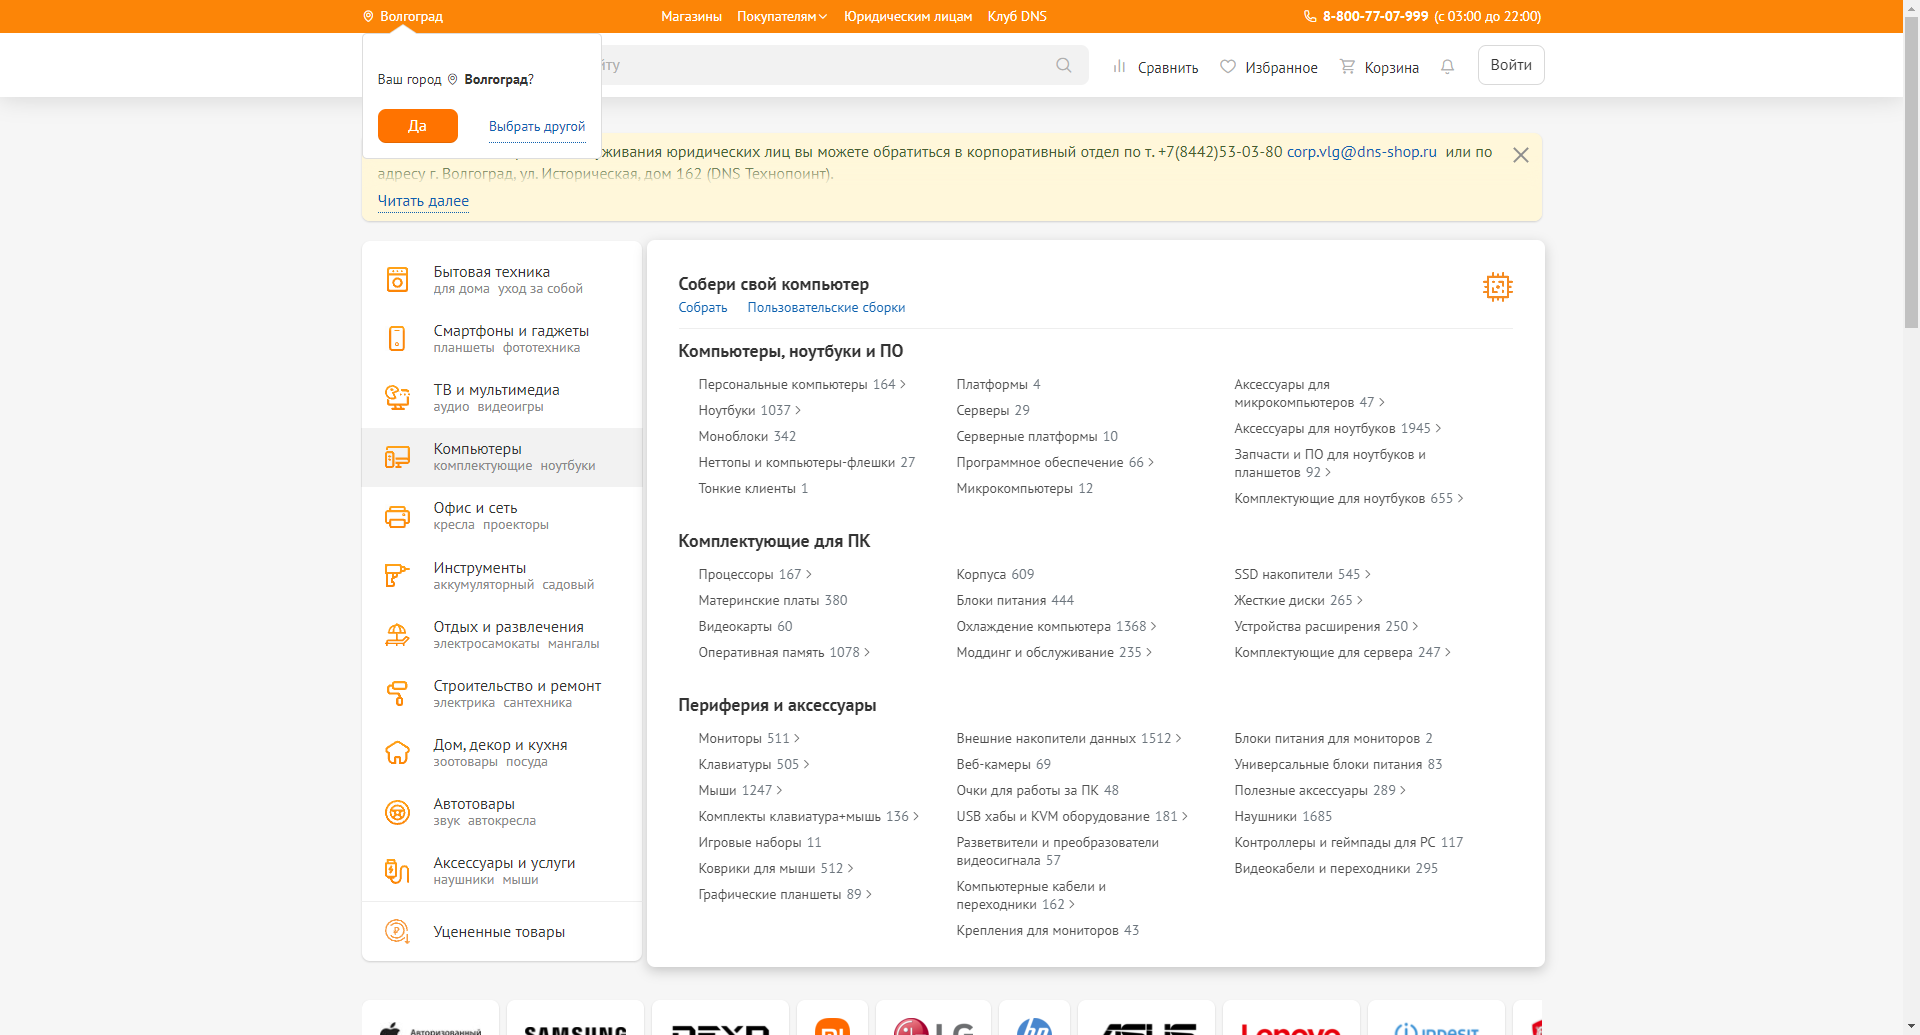 Волгоград
Магазины Покупателям Юридическим лицам Клуб DNS
8-800-77-07-999 (с 03:00 до 22:00)
Ваш город Волгоград?
Да
Выбрать другой
йту
Сравнить
Избранное
Корзина
Войти
живания юридических лиц вы можете обратиться в корпоративный отдел по т. +7(8442)53-03-80 corp.vlg@dns-shop.ru или по
адресу г. Волгоград, ул. Историческая, дом 162 (DNS Технопоинт).
Читать далее
Бытовая техника
для дома уход за собой
Смартфоны и гаджеты
планшеты фототехника
ТВ и мультимедиа
аудио видеоигры
Компьютеры
комплектующие ноутбуки
Офис и сеть
кресла проекторы
Инструменты
аккумуляторный садовый
Отдых и развлечения
электросамокаты мангалы
Строительство и ремонт
электрика сантехника
Дом, декор и кухня
зоотовары посуда
Автотовары
звук автокресла
Аксессуары и услуги
наушники мыши
Уцененные товары
Собери свой компьютер
Собрать Пользовательские сборки
Компьютеры, ноутбуки и ПО
Персональные компьютеры 164
Ноутбуки 1037
Моноблоки 342
Неттопы и компьютеры-флешки 27
Тонкие клиенты 1
Платформы 4
Серверы 29
Серверные платформы 10
Программное обеспечение 66
Микрокомпьютеры 12
Аксессуары для
микрокомпьютеров 47
Аксессуары для ноутбуков 1945
Запчасти и ПО для ноутбуков и
планшетов 92
Комплектующие для ноутбуков 655
Комплектующие для ПК
Процессоры 167
Материнские платы 380
Видеокарты 60
Оперативная память 1078
Корпуса 609
Блоки питания 444
Охлаждение компьютера 1368
Моддинг и обслуживание 235
SSD накопители 545
Жесткие диски 265
Устройства расширения 250
Комплектующие для сервера 247
Периферия и аксессуары
Мониторы 511
Клавиатуры 505
Мыши 1247
Комплекты клавиатура+мышь 136
Игровые наборы 11
Коврики для мыши 512
Графические планшеты 89
Внешние накопители данных 1512
Веб-камеры 69
Очки для работы за ПК 48
USB хабы и KVM оборудование 181
Разветвители и преобразователи
видеосигнала 57
Компьютерные кабели и
переходники 162
Крепления для мониторов 43
Блоки питания для мониторов 2
Универсальные блоки питания 83
Полезные аксессуары 289
Наушники 1685
Контроллеры и геймпады для PC 117
Видеокабели и переходники 295
Авторизованный
SAMSUNG
DEXP
LG
hp
ASUS
Lenovo
indesit